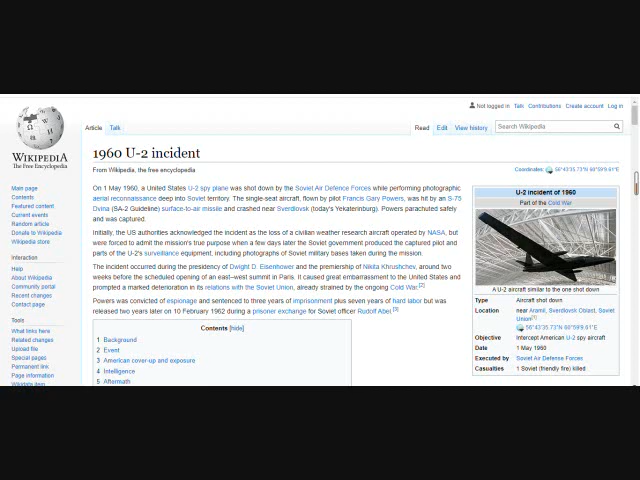 Not logged in Talk Contributions Create account Log in
Article Talk Read Edit View history Search Wikipedia
WIKIPEDIA
The Free Encyclopedia
Main page
Contents
Featured content
Current events
Random article
Donate to Wikipedia
Wikipedia store
Interaction
Help
About Wikipedia
Community portal
Recent changes
Contact page
Tools
What links here
Related changes
Upload file
Special pages
Permanent link
Page information
Wikidata item
1960 U-2 incident
From Wikipedia, the free encyclopedia
Coordinates: 56°43′35.73″N 60°59′9.61″E
On 1 May 1960, a United States U-2 spy plane was shot down by the Soviet Air Defence Forces while performing photographic
aerial reconnaissance deep into Soviet territory. The single-seat aircraft, flown by pilot Francis Gary Powers, was hit by an S-75
Dvina (SA-2 Guideline) surface-to-air missile and crashed near Sverdlovsk (today's Yekaterinburg). Powers parachuted safely
and was captured.
Initially, the US authorities acknowledged the incident as the loss of a civilian weather research aircraft operated by NASA, but
were forced to admit the mission's true purpose when a few days later the Soviet government produced the captured pilot and
parts of the U-2's surveillance equipment, including photographs of Soviet military bases taken during the mission.
The incident occurred during the presidency of Dwight D. Eisenhower and the premiership of Nikita Khrushchev, around two
weeks before the scheduled opening of an east–west summit in Paris. It caused great embarrassment to the United States and
prompted a marked deterioration in its relations with the Soviet Union, already strained by the ongoing Cold War.[2]
Powers was convicted of espionage and sentenced to three years of imprisonment plus seven years of hard labor but was
released two years later on 10 February 1962 during a prisoner exchange for Soviet officer Rudolf Abel.[3]
Contents [hide]
1 Background
2 Event
3 American cover-up and exposure
4 Intelligence
5 Aftermath
U-2 incident of 1960
Part of the Cold War
A U-2 aircraft similar to the one shot down
Type Aircraft shot down
Location near Aramil, Sverdlovsk Oblast, Soviet
Union[1]
56°43′35.73″N 60°59′9.61″E
Objective Intercept American U-2 spy aircraft
Date 1 May 1960
Executed by Soviet Air Defense Forces
Casualties 1 Soviet (friendly fire) killed